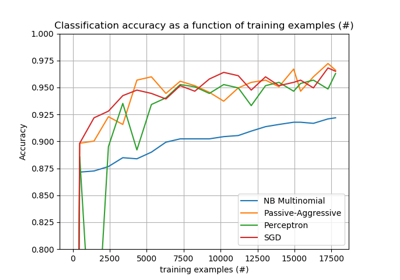 Classification accuracy as a function of training examples (#)
1.000
0.975
0.950
0.925
0.900
0.875
0.850
0.825
0.800
Accuracy
NB Multinomial
Passive-Aggressive
Perceptron
SGD
0 2500 5000 7500 10000 12500 15000 17500
training examples (#)